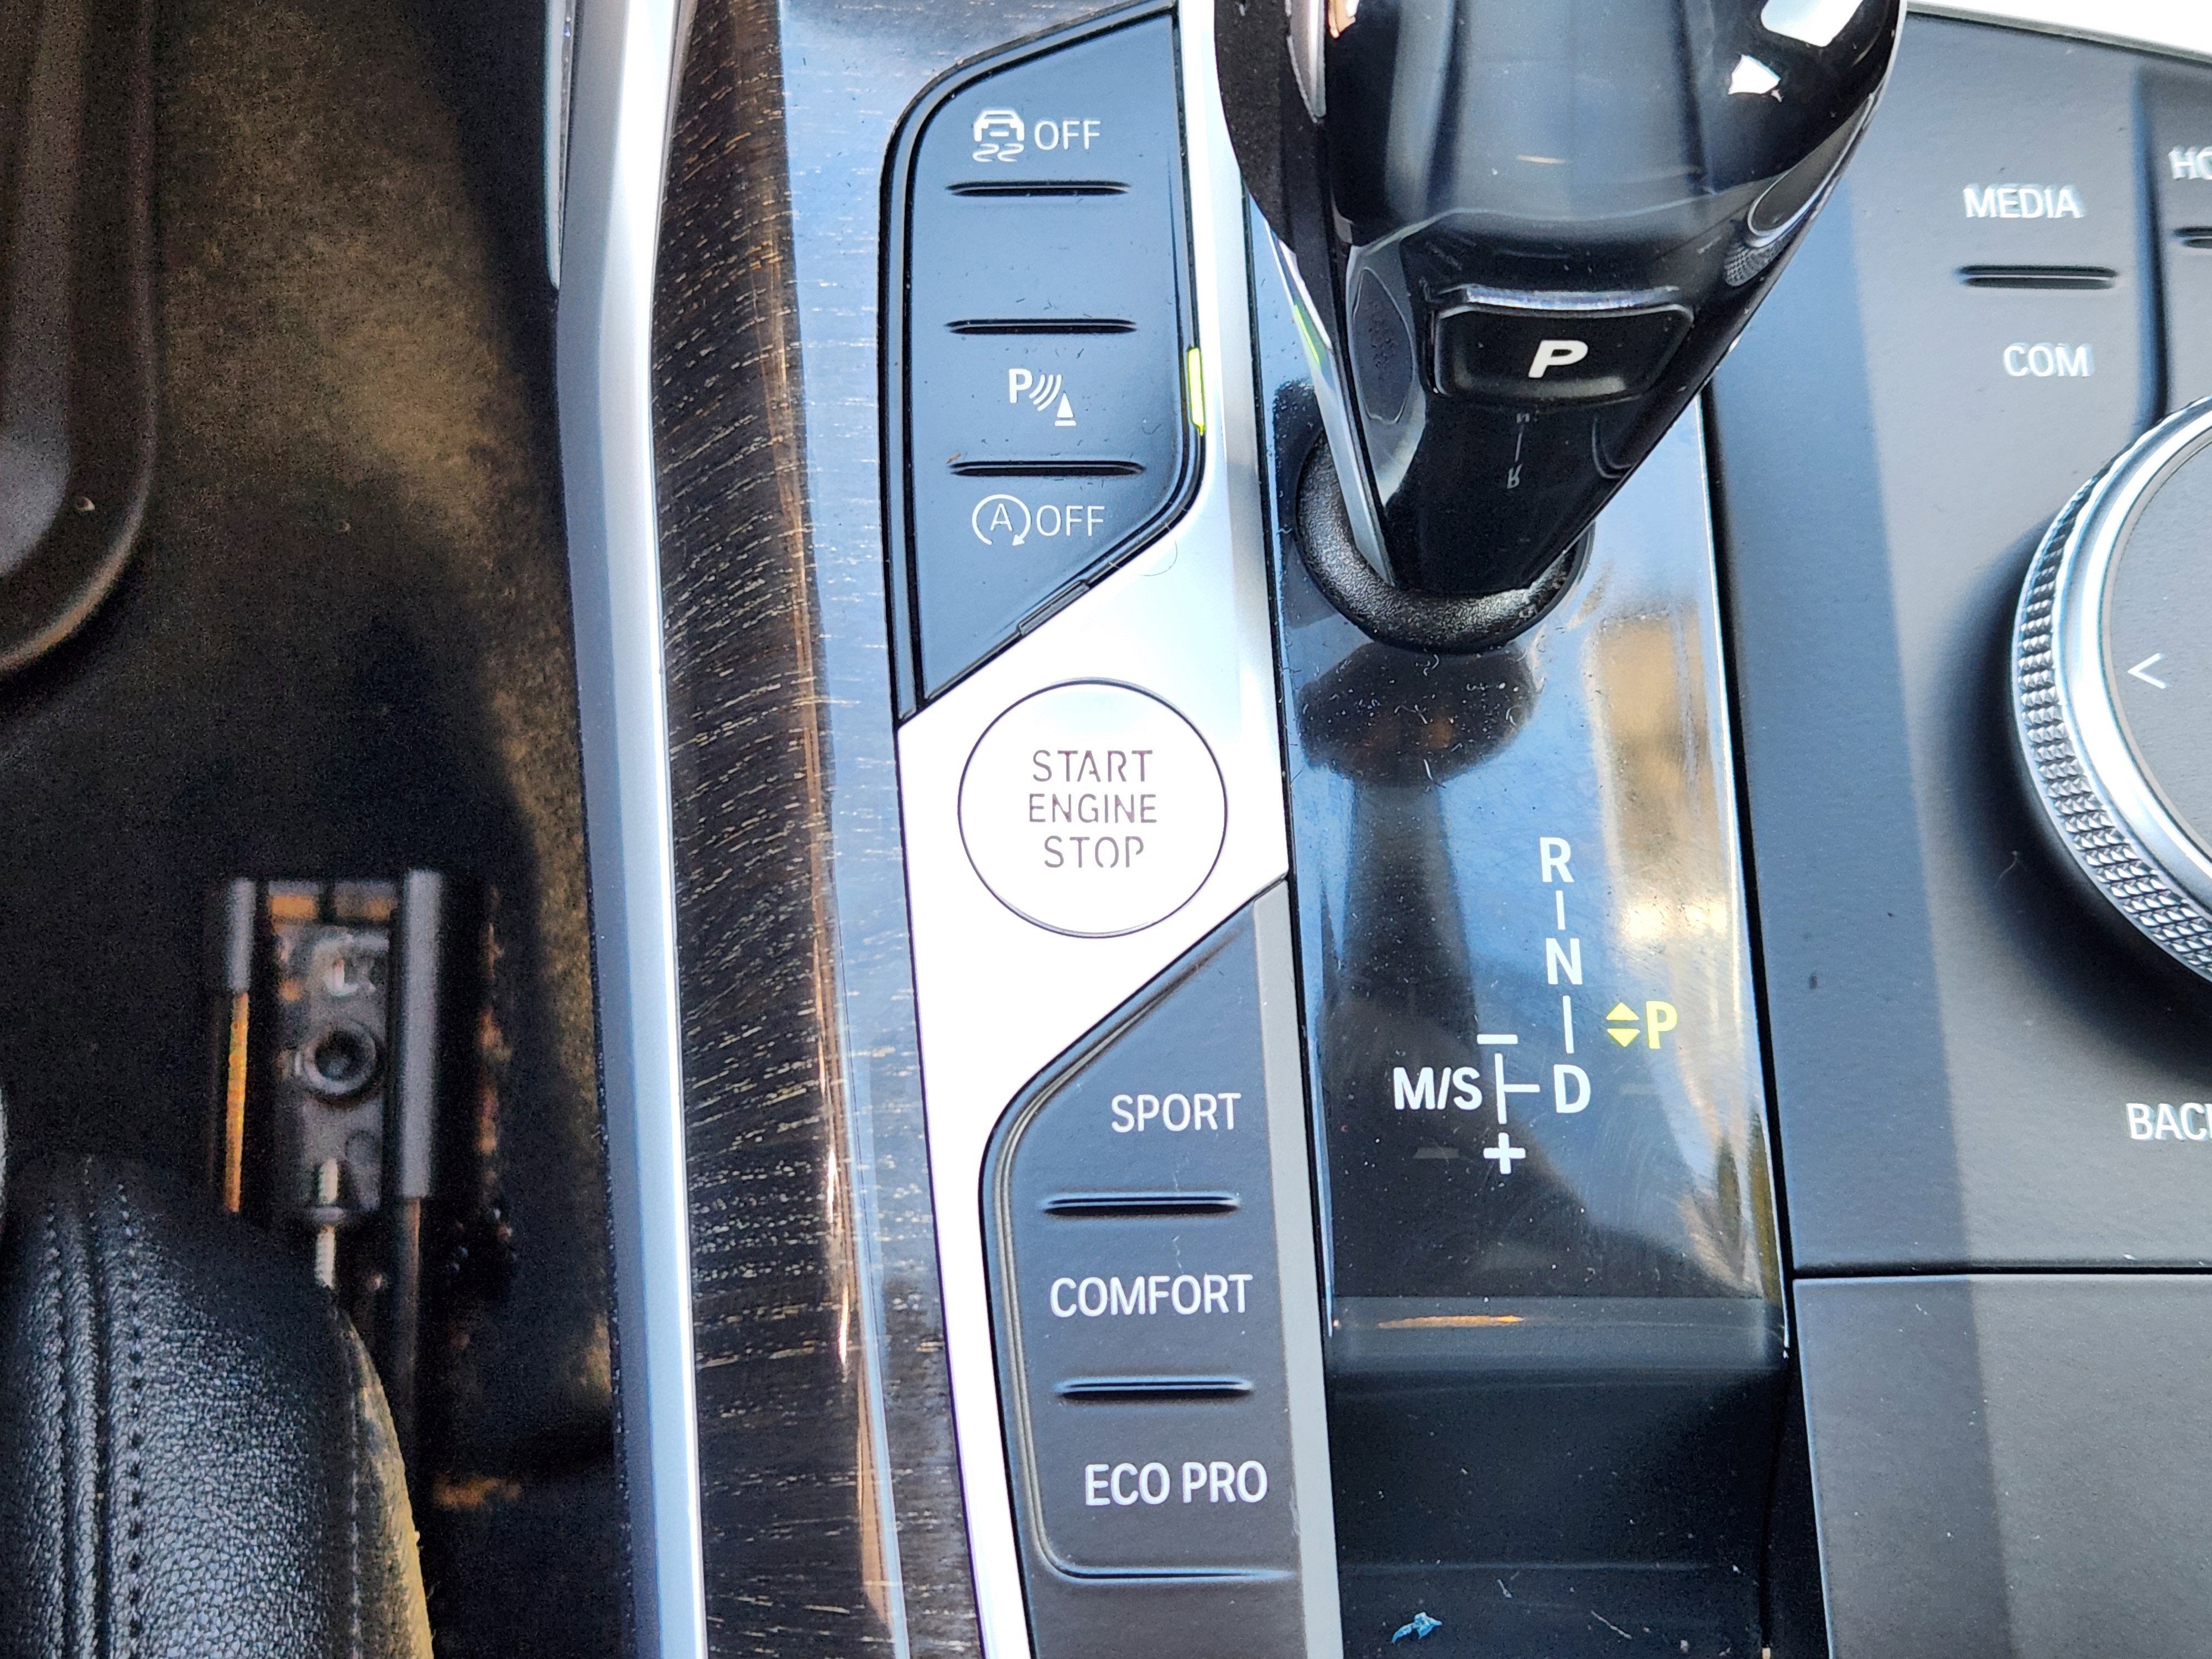 OFF
P
A OFF
START
ENGINE
STOP
SPORT
COMFORT
ECO PRO
P
R
N
D
P
M/S
MEDIA
COM